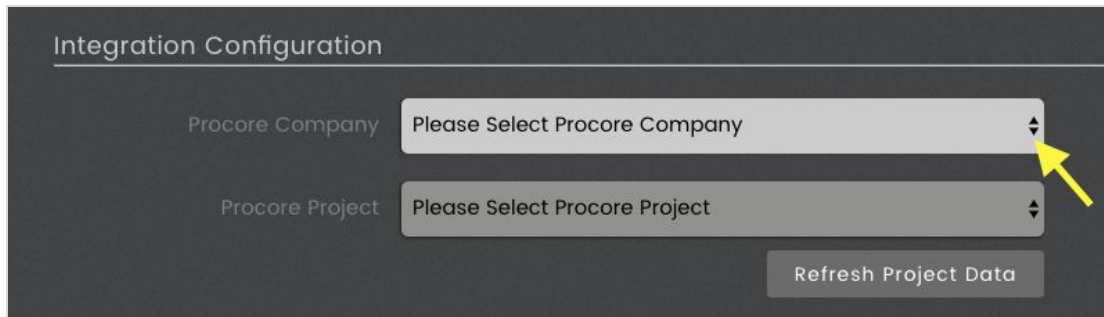 Integration Configuration
Procore Company Please Select Procore Company
Procore Project Please Select Procore Project
Refresh Project Data